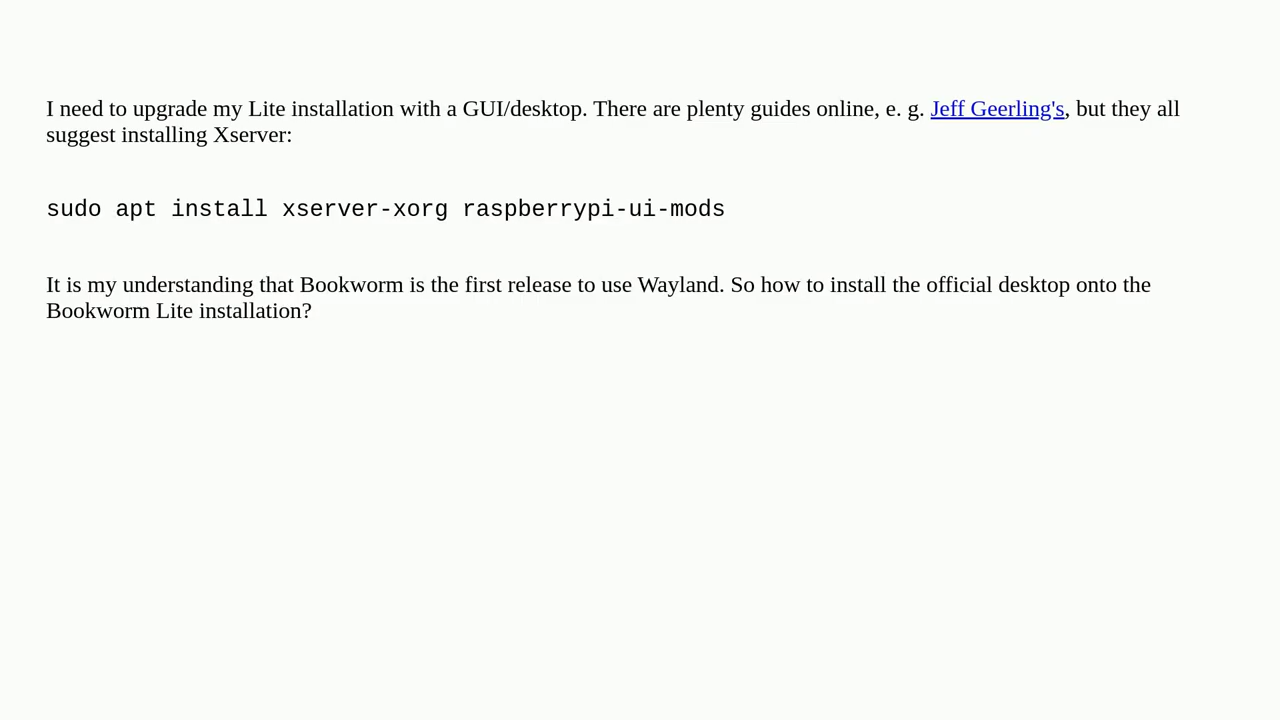 I need to upgrade my Lite installation with a GUI/desktop. There are plenty guides online, e. g. Jeff Geerling's, but they all
suggest installing Xserver:
sudo apt install xserver-xorg raspberrypi-ui-mods
It is my understanding that Bookworm is the first release to use Wayland. So how to install the official desktop onto the
Bookworm Lite installation?